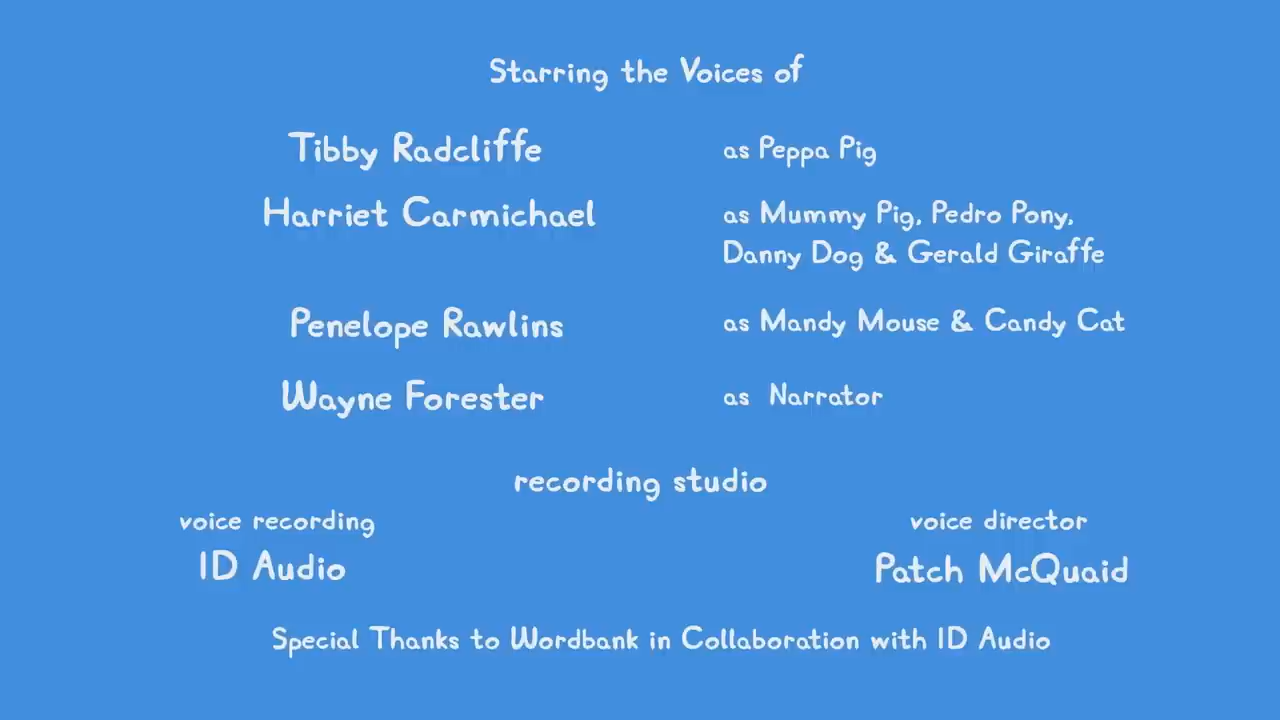 Starring the Voices of
Tibby Radcliffe as Peppa Pig
Harriet Carmichael as Mummy Pig, Pedro Pony,
Danny Dog & Gerald Giraffe
Penelope Rawlins as Mandy Mouse & Candy Cat
Wayne Forester as Narrator
recording studio
voice recording voice director
ID Audio Patch McQuaid
Special Thanks to Wordbank in Collaboration with ID Audio